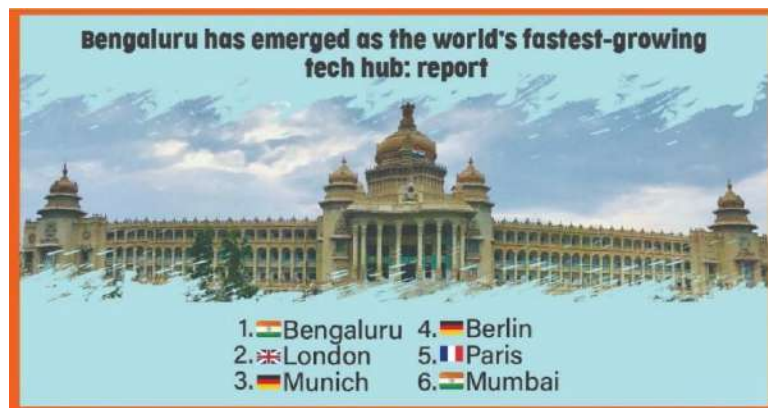 Bengaluru has emerged as the world's fastest-growing
tech hub: report
1. Bengaluru
2. London
3. Munich
4. Berlin
5. Paris
6. Mumbai